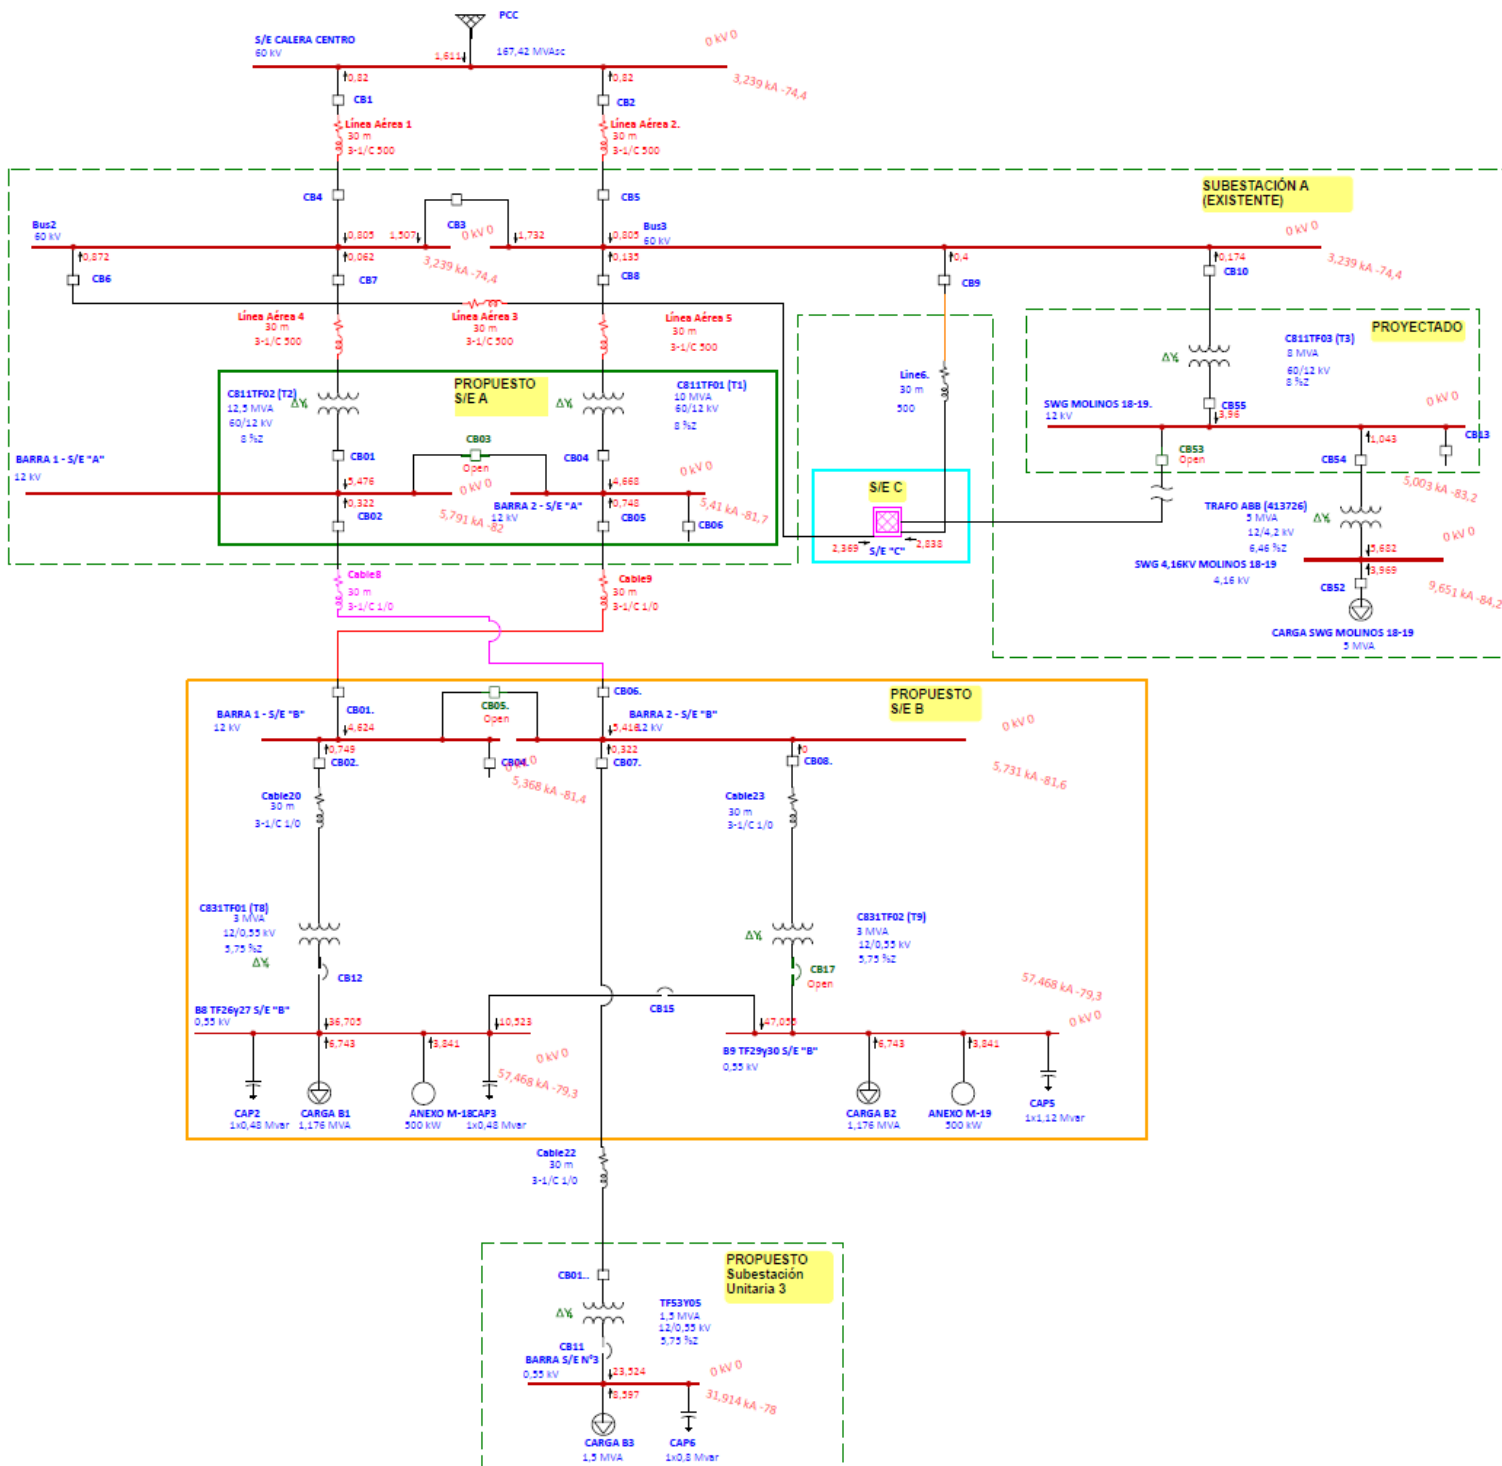 PCC
S/E CALERA CENTRO
60 kV
1,611
167,42 MVAsc
0 kV 0
3,239 kA -74,4
0,82
0,82
CB1
CB2
Línea Aérea 1
30 m
3-1/C 500
Línea Aérea 2.
30 m
3-1/C 500
SUBESTACIÓN A
(EXISTENTE)
CB4
CB3
CB5
Bus2
60 kV
0,805
1,507
0 kV 0
1,732
0,805
Bus3
60 kV
0 kV 0
0,872
0,062
3,239 kA -74,4
0,135
0,4
0,174
3,239 kA -74,4
CB6
CB7
CB8
CB9
CB10
Línea Aérea 4
30 m
3-1/C 500
Línea Aérea 3
30 m
3-1/C 500
Línea Aérea 5
30 m
3-1/C 500
PROYECTADO
C811TF03 (T3)
8 MVA
60/12 kV
8 %Z
PROPUESTO
S/E A
C811TF02 (T2)
12,5 MVA
60/12 kV
8 %Z
C811TF01 (T1)
10 MVA
60/12 kV
8 %Z
Line6.
30 m
500
CB55
SWG MOLINOS 18-19.
12 kV
3,96
0 kV 0
CB03
Open
CB01
CB04
CB53
Open
1,043
CB54
CB13
BARRA 1 - S/E "A"
12 kV
5,476
0 kV 0
4,668
0 kV 0
0,322
5,791 kA -82
BARRA 2 - S/E "A"
12 kV
0,748
5,41 kA -81,7
CB02
CB05
CB06
S/E C
S/E "C"
2,369
2,838
5,003 kA -83,2
TRAFO ABB (413726)
5 MVA
12/4,2 kV
6,46 %Z
0 kV 0
5,682
SWG 4,16KV MOLINOS 18-19
4,16 kV
3,969
CB52
9,651 kA -84,2
CARGA SWG MOLINOS 18-19
5 MVA
Cable8
30 m
3-1/C 1/0
Cable9
30 m
3-1/C 1/0
PROPUESTO
S/E B
CB01.
CB05.
Open
CB06.
BARRA 1 - S/E "B"
12 kV
4,624
BARRA 2 - S/E "B"
12 kV
5,416
0 kV 0
0,749
0 kV 0
0,322
0
CB02.
CB04.
CB07.
CB08.
5,368 kA -81,4
5,731 kA -81,6
Cable20
30 m
3-1/C 1/0
Cable23
30 m
3-1/C 1/0
C831TF01 (T8)
3 MVA
12/0,55 kV
5,75 %Z
C831TF02 (T9)
3 MVA
12/0,55 kV
5,75 %Z
CB12
CB17
Open
CB15
B8 TF26y27 S/E "B"
0,55 kV
36,705
10,523
6,743
3,841
0 kV 0
57,468 kA -79,3
47,055
57,468 kA -79,3
0 kV 0
B9 TF29y30 S/E "B"
0,55 kV
6,743
3,841
CAP2
1x0,48 Mvar
CARGA B1
1,176 MVA
ANEXO M-18
500 kW
CAP3
1x0,48 Mvar
CARGA B2
1,176 MVA
ANEXO M-19
500 kW
CAP5
1x1,12 Mvar
Cable22
30 m
3-1/C 1/0
PROPUESTO
Subestación
Unitaria 3
CB01..
TF53Y05
1,5 MVA
12/0,55 kV
5,75 %Z
CB11
BARRA S/E N°3
0,55 kV
23,524
0 kV 0
8,597
31,914 kA -78
CARGA B3
1,5 MVA
CAP6
1x0,8 Mvar